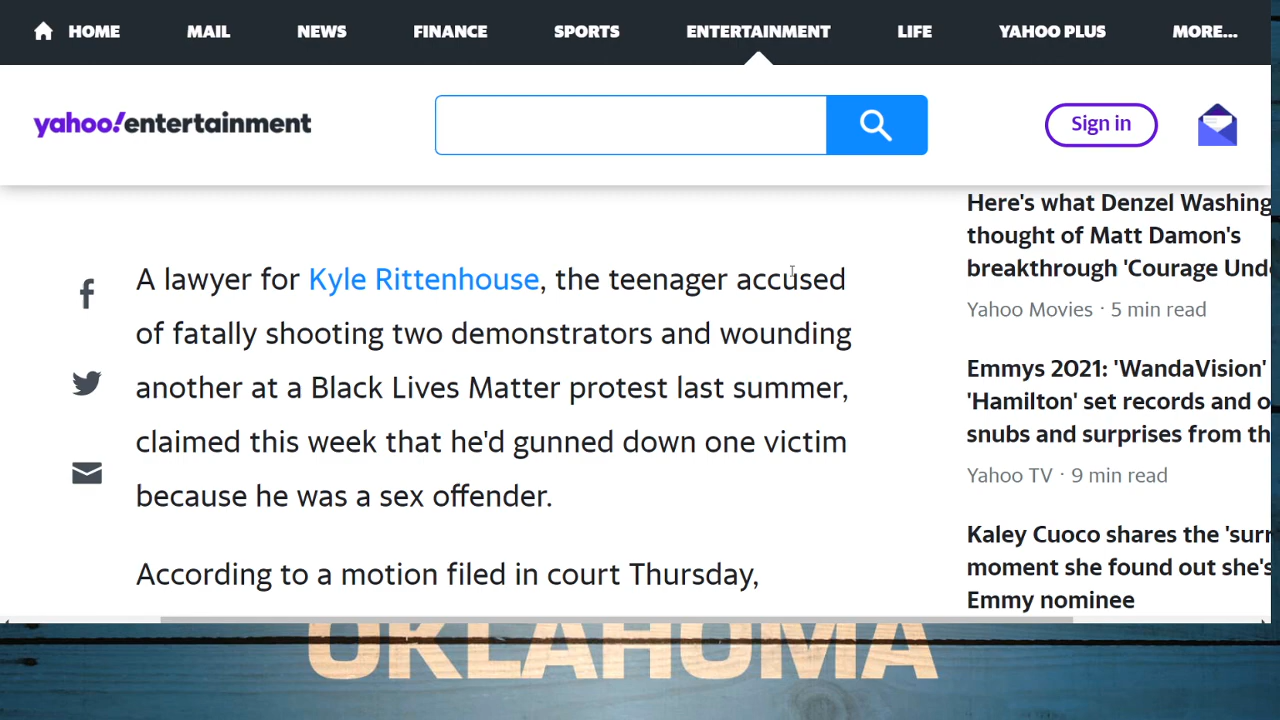 HOME MAIL NEWS FINANCE SPORTS ENTERTAINMENT LIFE YAHOO PLUS MORE...
yahoo!entertainment
Sign in
A lawyer for Kyle Rittenhouse, the teenager accused
of fatally shooting two demonstrators and wounding
another at a Black Lives Matter protest last summer,
claimed this week that he'd gunned down one victim
because he was a sex offender.
According to a motion filed in court Thursday,
Here's what Denzel Washing
thought of Matt Damon's
breakthrough 'Courage Und
Yahoo Movies · 5 min read
Emmys 2021: 'WandaVision'
'Hamilton' set records and o
snubs and surprises from th
Yahoo TV · 9 min read
Kaley Cuoco shares the 'surr
moment she found out she's
Emmy nominee
OKLAHOMA